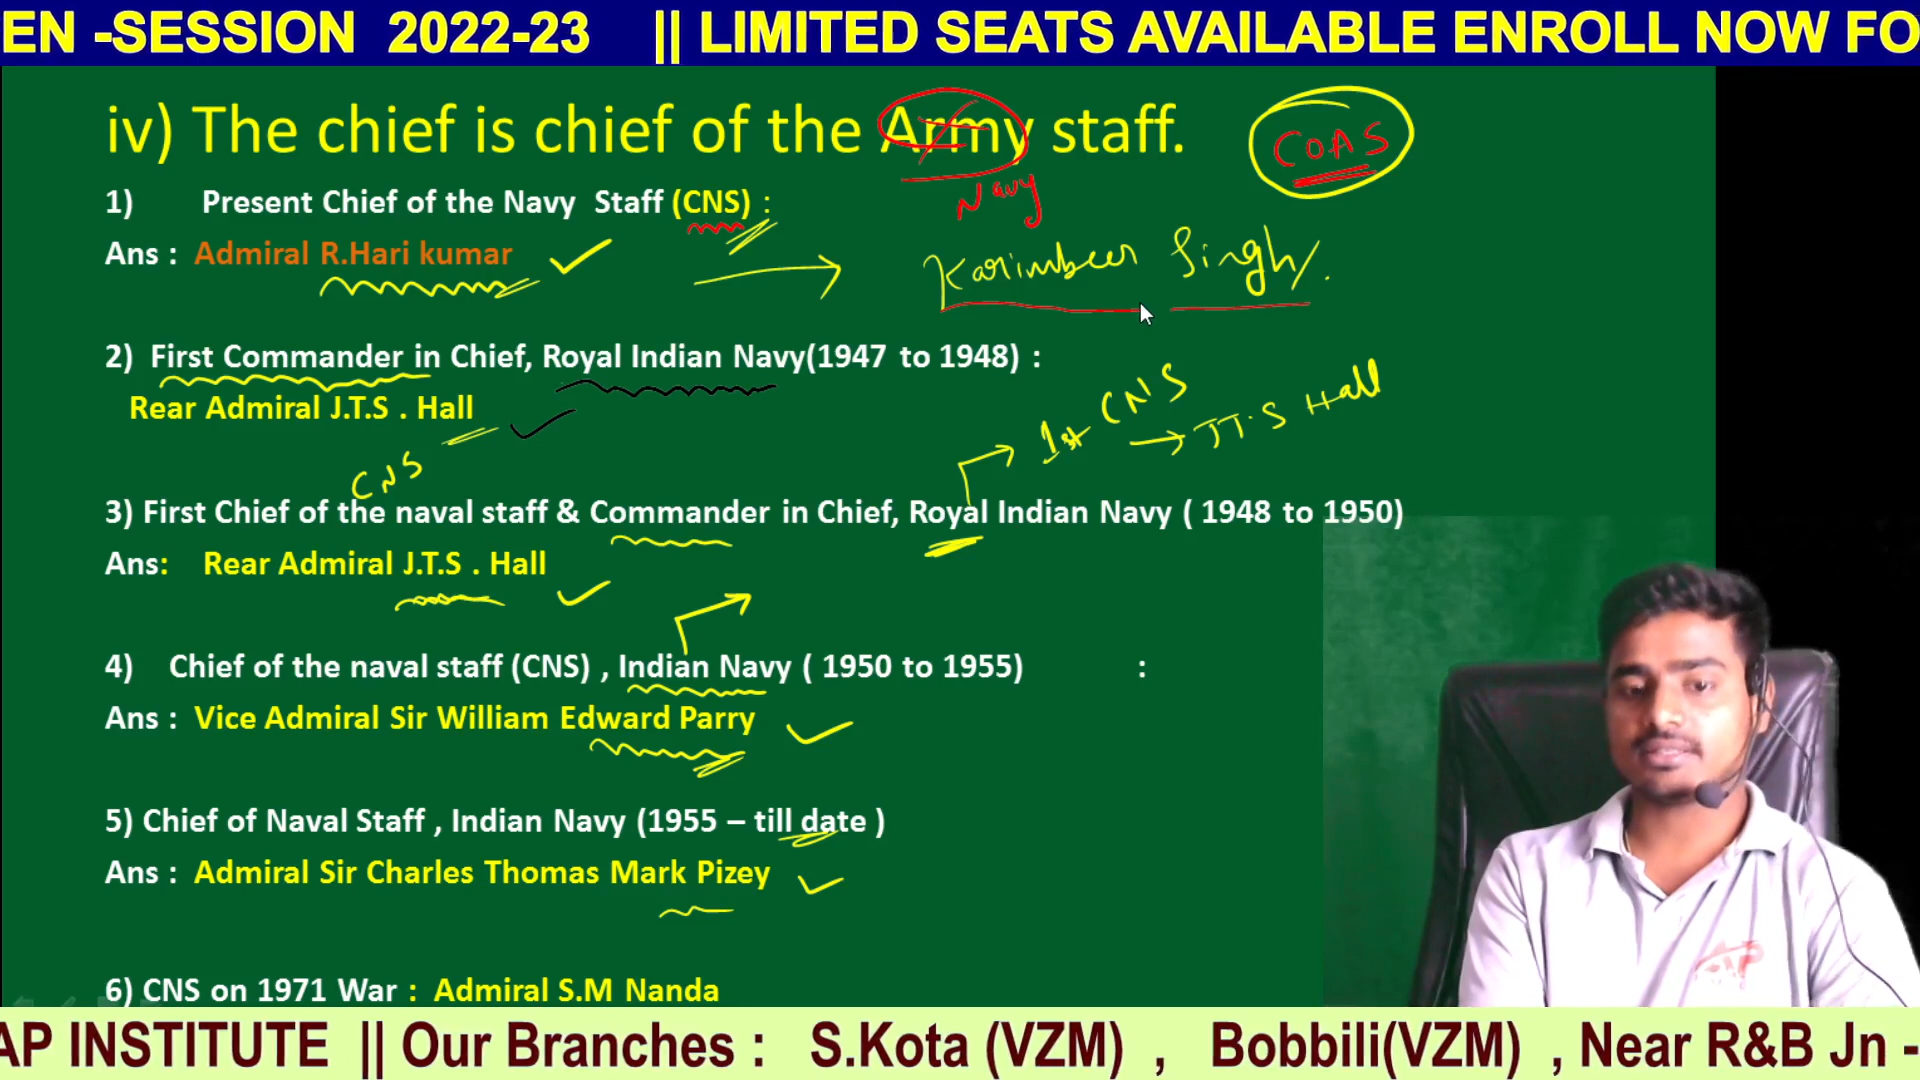 EN -SESSION 2022-23 || LIMITED SEATS AVAILABLE ENROLL NOW FO
iv) The chief is chief of the Army staff.
COAS
Navy
1) Present Chief of the Navy Staff (CNS) :
Ans : Admiral R.Hari kumar
Karimbeer Singh
2) First Commander in Chief, Royal Indian Navy(1947 to 1948) :
Rear Admiral J.T.S . Hall
1st CNS
→ JT.S Hall
CNS
3) First Chief of the naval staff & Commander in Chief, Royal Indian Navy ( 1948 to 1950)
Ans: Rear Admiral J.T.S . Hall
4) Chief of the naval staff (CNS) , Indian Navy ( 1950 to 1955) :
Ans : Vice Admiral Sir William Edward Parry
5) Chief of Naval Staff , Indian Navy (1955 – till date )
Ans : Admiral Sir Charles Thomas Mark Pizey
6) CNS on 1971 War : Admiral S.M Nanda
AP INSTITUTE || Our Branches : S.Kota (VZM) , Bobbili(VZM) , Near R&B Jn -